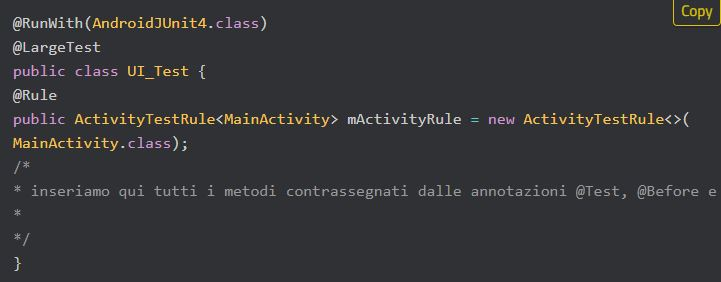 Copy
@RunWith(AndroidJUnit4.class)
@LargeTest
public class UI_Test {
@Rule
public ActivityTestRule<MainActivity> mActivityRule = new ActivityTestRule<>(
MainActivity.class);
/*
* inseriamo qui tutti i metodi contrassegnati dalle annotazioni @Test, @Before e
*
*/
}